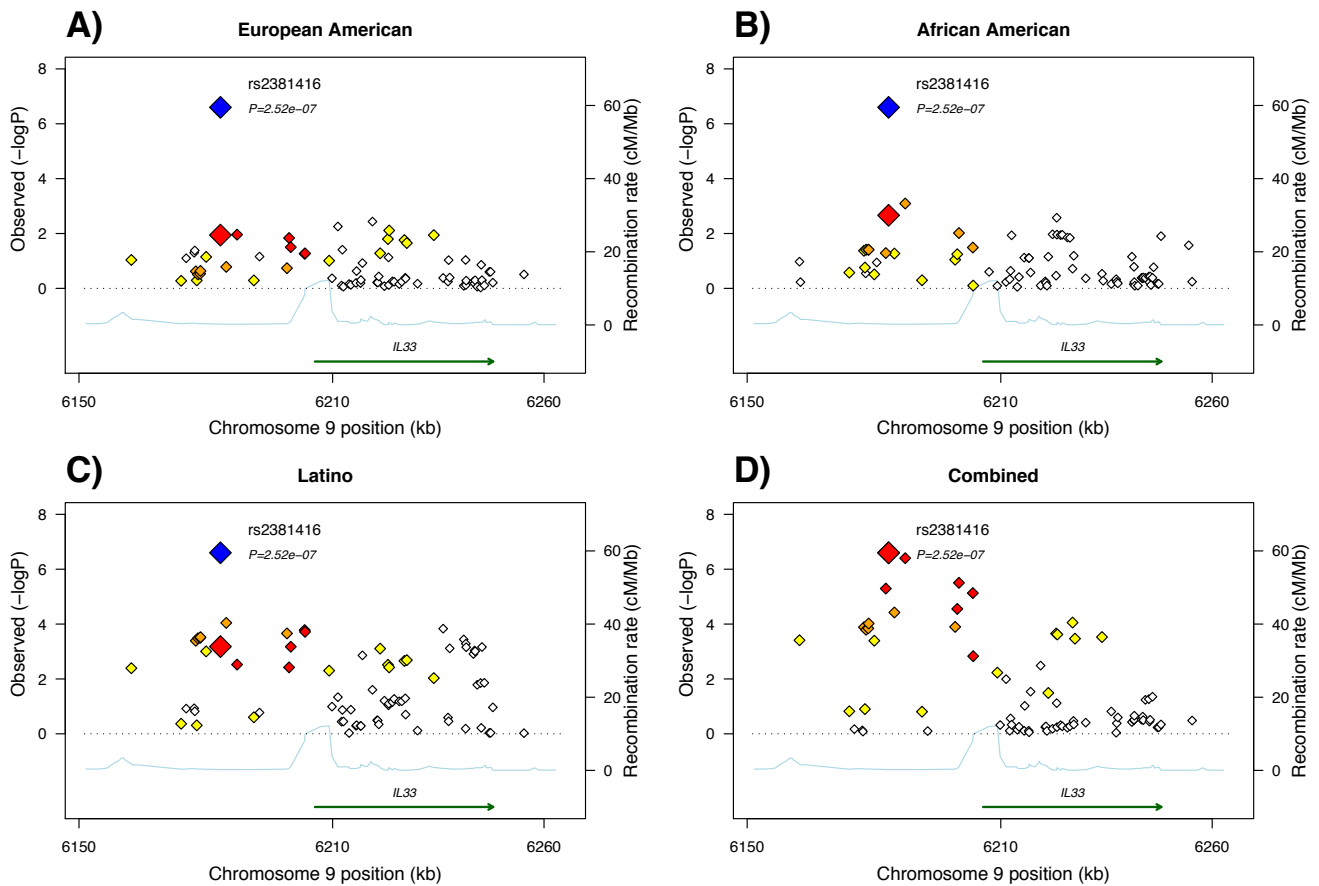 A)
European American
Observed (−logP)
8
6
4
2
0
rs2381416
P=2.52e−07
IL33
60
40
20
0
Recombination rate (cM/Mb)
6150
6210
6260
Chromosome 9 position (kb)
B)
African American
Observed (−logP)
8
6
4
2
0
rs2381416
P=2.52e−07
IL33
60
40
20
0
Recombination rate (cM/Mb)
6150
6210
6260
Chromosome 9 position (kb)
C)
Latino
Observed (−logP)
8
6
4
2
0
rs2381416
P=2.52e−07
IL33
60
40
20
0
Recombination rate (cM/Mb)
6150
6210
6260
Chromosome 9 position (kb)
D)
Combined
Observed (−logP)
8
6
4
2
0
rs2381416
P=2.52e−07
IL33
60
40
20
0
Recombination rate (cM/Mb)
6150
6210
6260
Chromosome 9 position (kb)